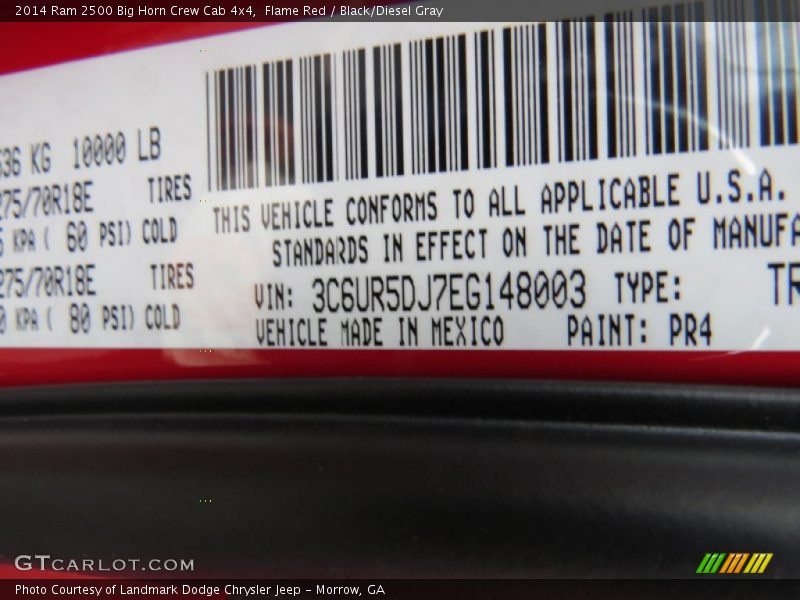 2014 Ram 2500 Big Horn Crew Cab 4x4,  Flame Red / Black/Diesel Gray
536 KG  10000 LB
275/70R18E  TIRES
KPA ( 60 PSI) COLD
275/70R18E  TIRES
KPA ( 80 PSI) COLD
THIS VEHICLE CONFORMS TO ALL APPLICABLE U.S.A.
STANDARDS IN EFFECT ON THE DATE OF MANUFA
VIN: 3C6UR5DJ7EG148003  TYPE: TR
VEHICLE MADE IN MEXICO  PAINT: PR4
GTCARLOT.COM
Photo Courtesy of Landmark Dodge Chrysler Jeep - Morrow, GA